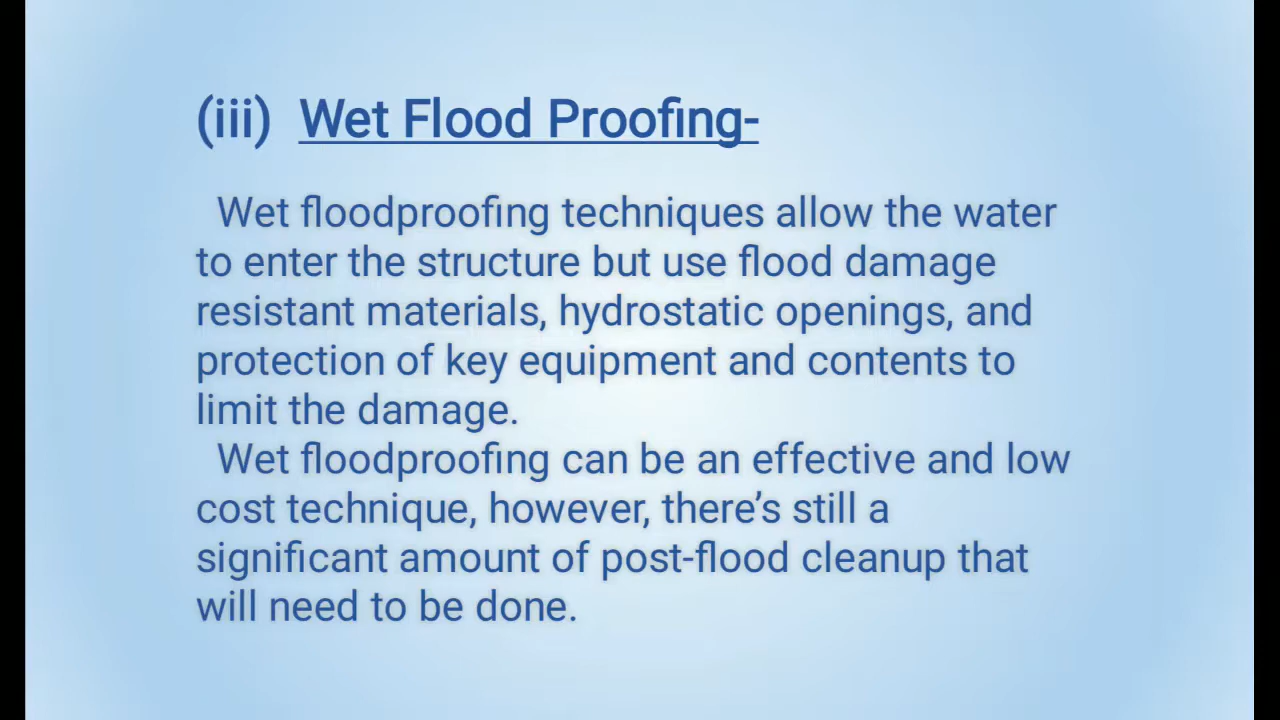 (iii) Wet Flood Proofing-
Wet floodproofing techniques allow the water
to enter the structure but use flood damage
resistant materials, hydrostatic openings, and
protection of key equipment and contents to
limit the damage.
Wet floodproofing can be an effective and low
cost technique, however, there’s still a
significant amount of post-flood cleanup that
will need to be done.